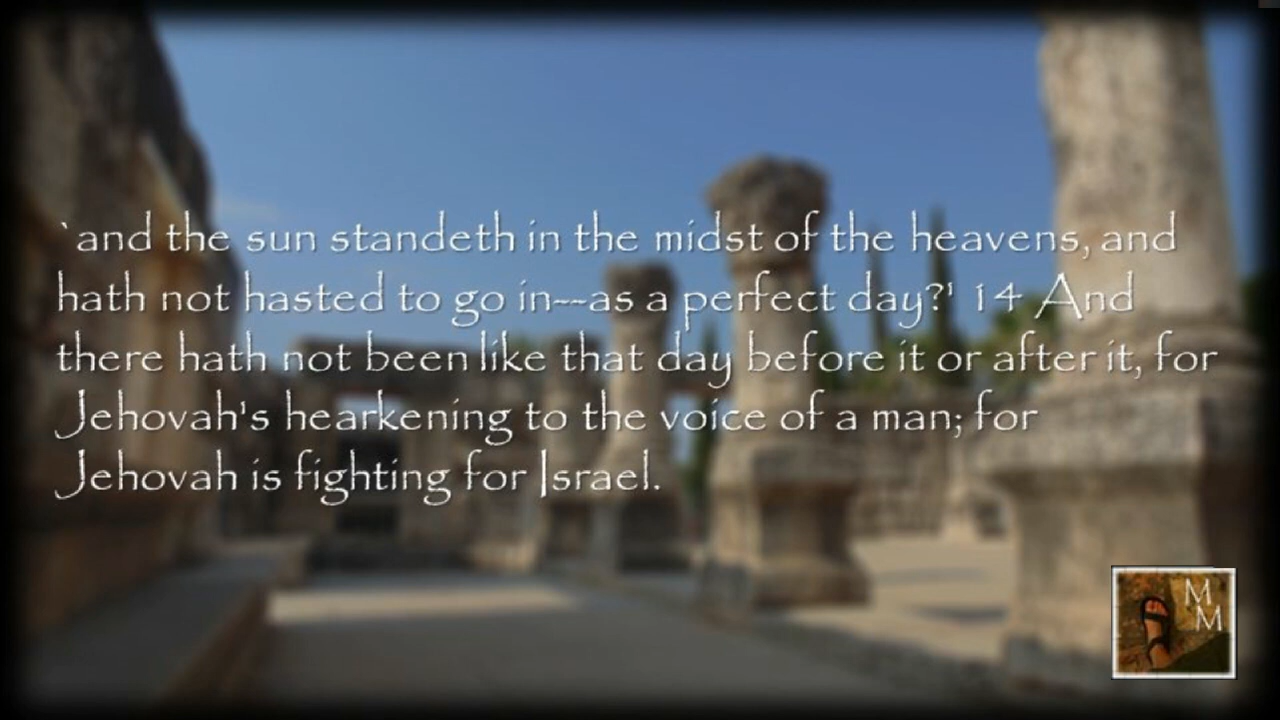 `and the sun standeth in the midst of the heavens, and
hath not hasted to go in--as a perfect day?' 14 And
there hath not been like that day before it or after it, for
Jehovah's hearkening to the voice of a man; for
Jehovah is fighting for Israel.
M
M